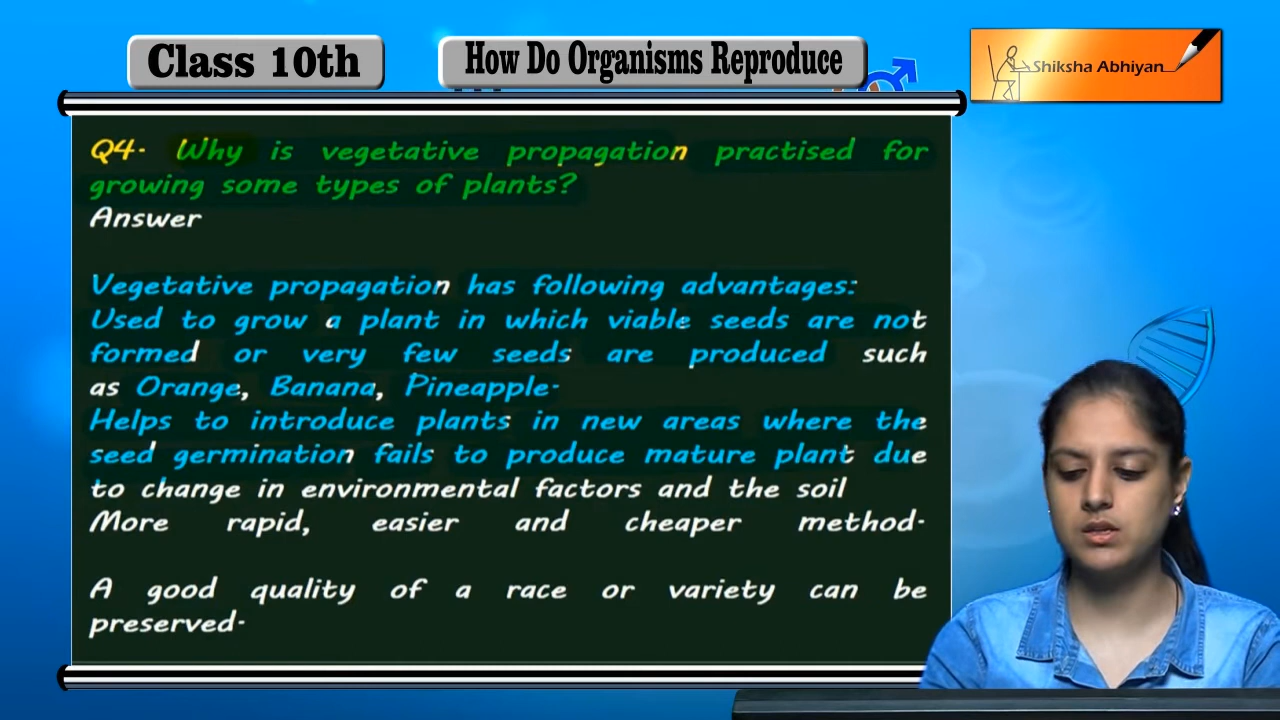 Class 10th
How Do Organisms Reproduce
Shiksha Abhiyan
Q4. Why is vegetative propagation practised for
growing some types of plants?
Answer
Vegetative propagation has following advantages:
Used to grow a plant in which viable seeds are not
formed or very few seeds are produced such
as Orange, Banana, Pineapple.
Helps to introduce plants in new areas where the
seed germination fails to produce mature plant due
to change in environmental factors and the soil
More rapid, easier and cheaper method.
A good quality of a race or variety can be
preserved.